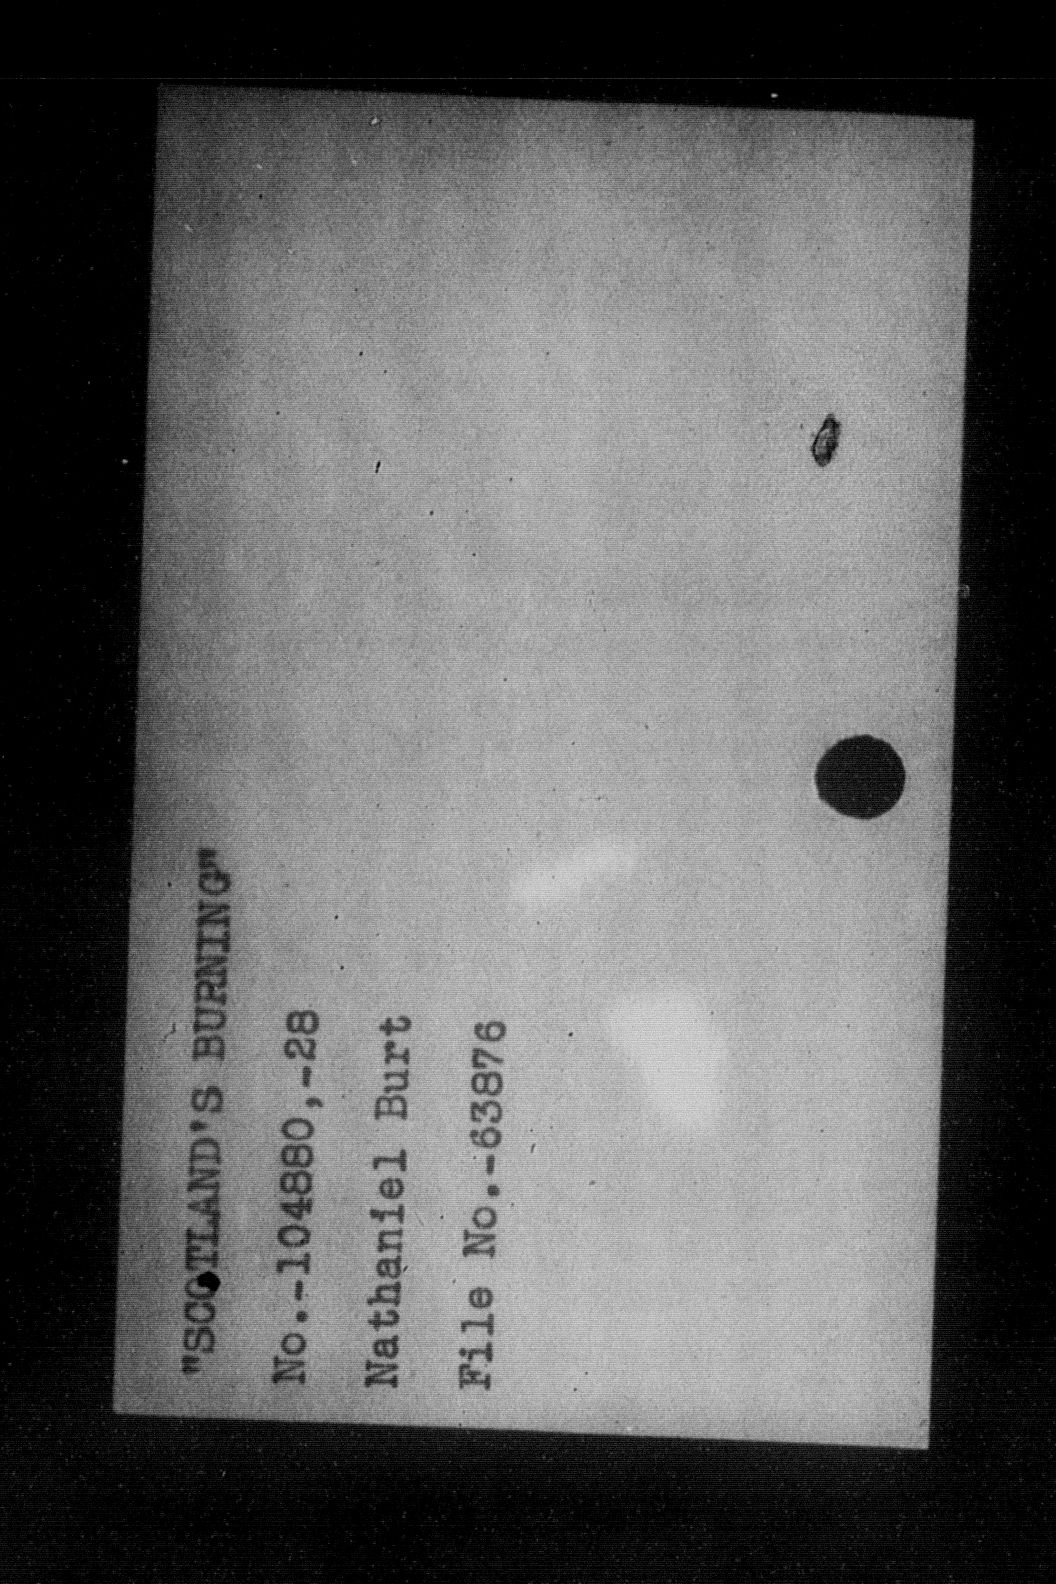 "SCOTLAND'S BURNING"
No.-104880,-28
Nathaniel Burt
File No.-63876